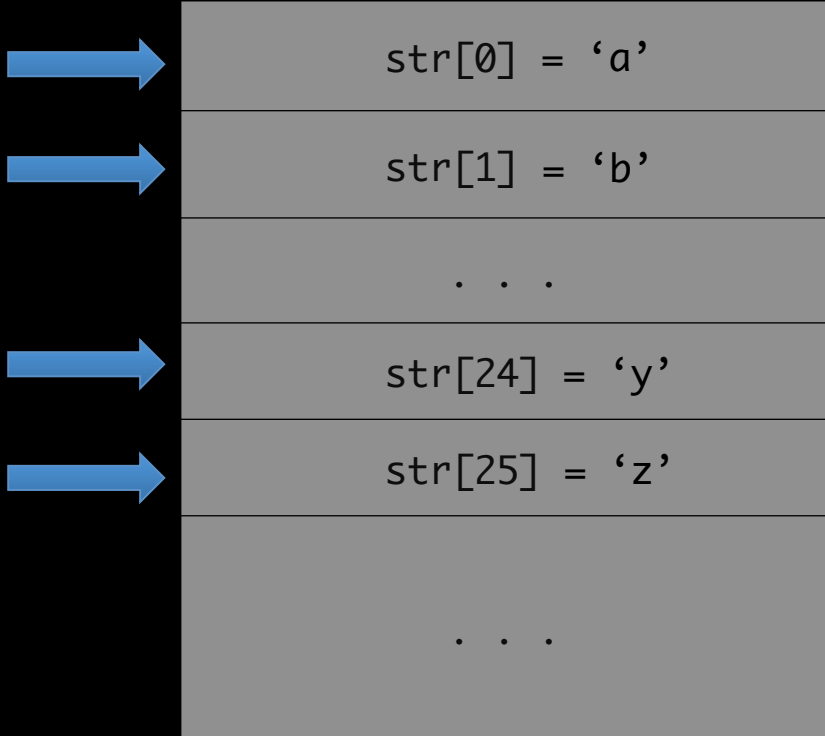 str[0] = ‘a’
str[1] = ‘b’
. . .
str[24] = ‘y’
str[25] = ‘z’
. . .